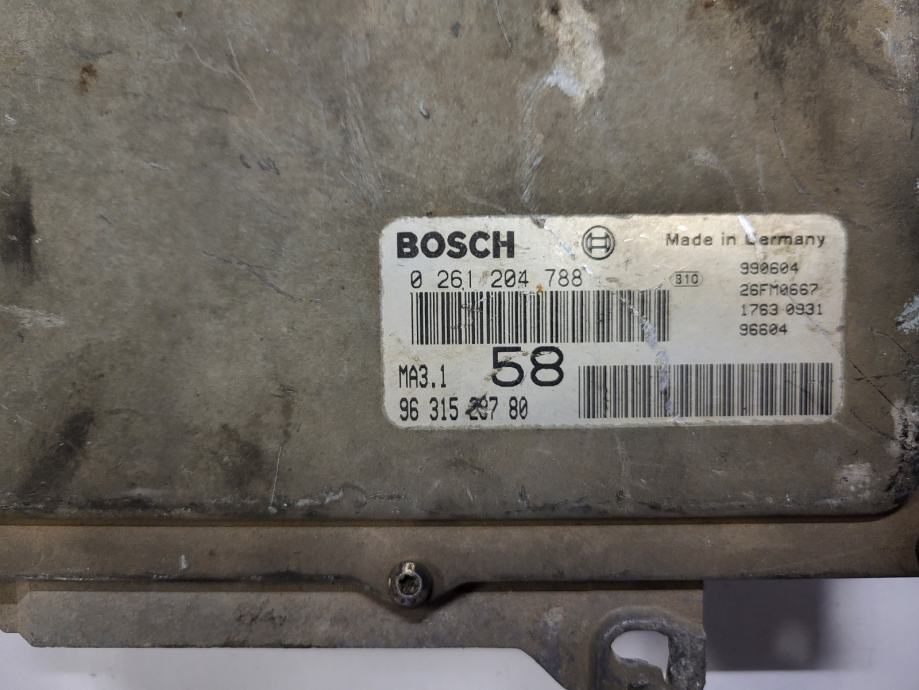 BOSCH
Made in Germany
0 261 204 788
310
990604
26FM0667
1763 0931
96604
58
MA3.1
96 315 80